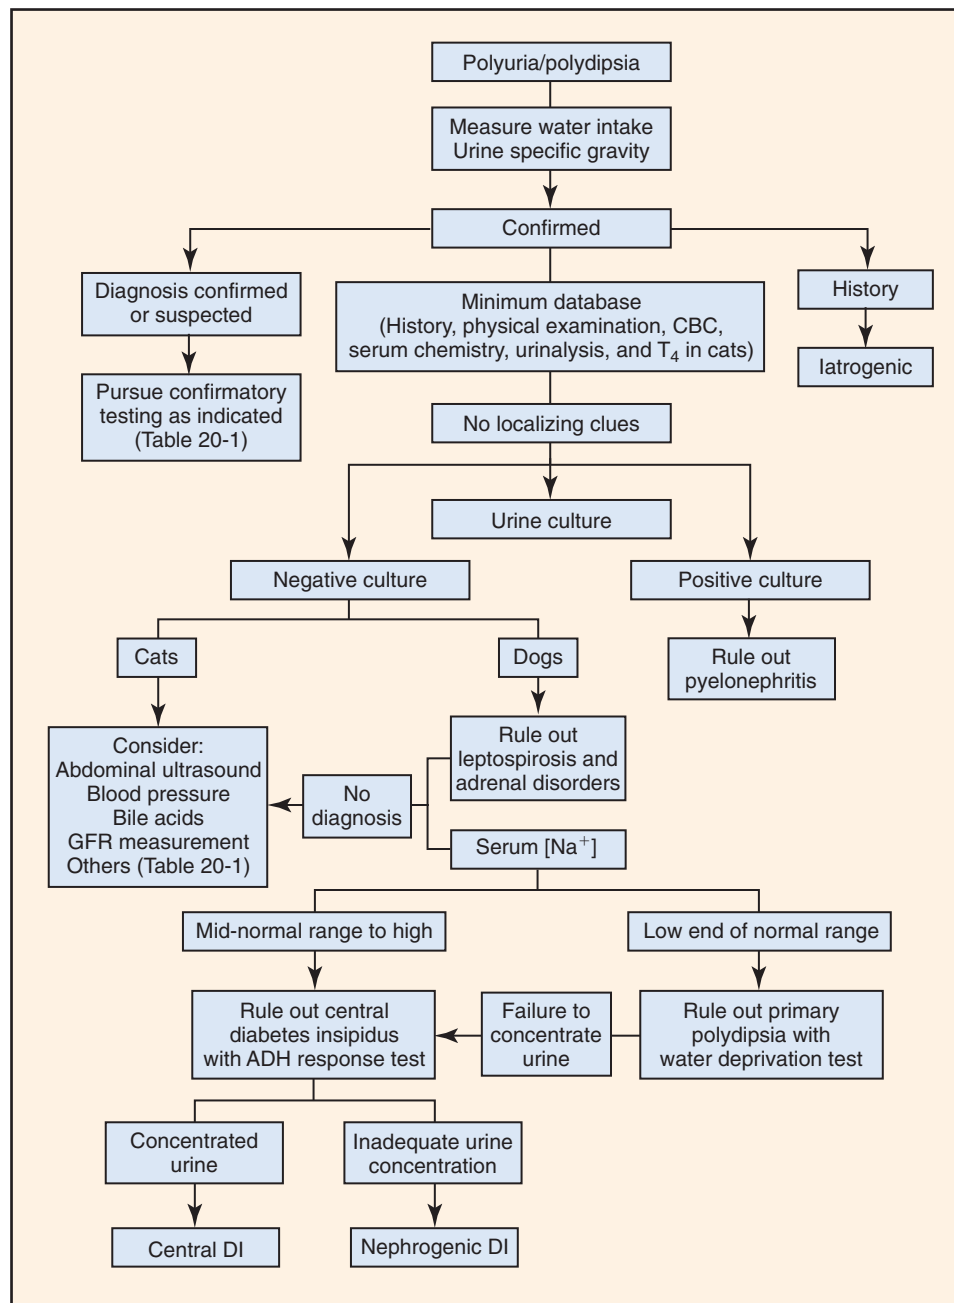 Polyuria/polydipsia
Measure water intake
Urine specific gravity
Confirmed
Diagnosis confirmed
or suspected
Minimum database
(History, physical examination, CBC,
serum chemistry, urinalysis, and T₄ in cats)
History
Iatrogenic
Pursue confirmatory
testing as indicated
(Table 20-1)
No localizing clues
Urine culture
Negative culture
Positive culture
Cats
Dogs
Rule out
pyelonephritis
Consider:
Abdominal ultrasound
Blood pressure
Bile acids
GFR measurement
Others (Table 20-1)
No
diagnosis
Rule out
leptospirosis and
adrenal disorders
Serum [Na⁺]
Mid-normal range to high
Low end of normal range
Rule out central
diabetes insipidus
with ADH response test
Failure to
concentrate
urine
Rule out primary
polydipsia with
water deprivation test
Concentrated
urine
Inadequate urine
concentration
Central DI
Nephrogenic DI